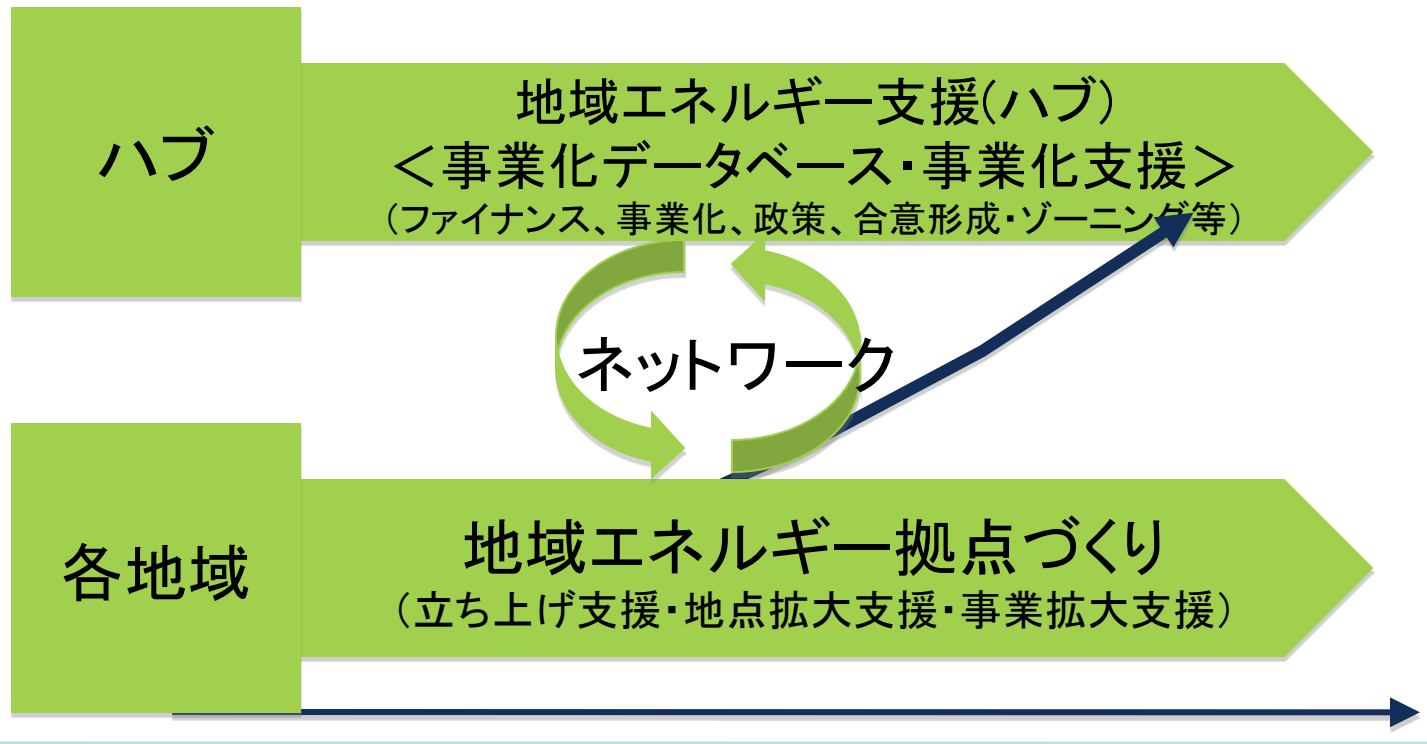 ハブ
地域エネルギー支援(ハブ)
＜事業化データベース・事業化支援＞
(ファイナンス、事業化、政策、合意形成・ゾーニング等)
ネットワーク
各地域
地域エネルギー拠点づくり
(立ち上げ支援・地点拡大支援・事業拡大支援)